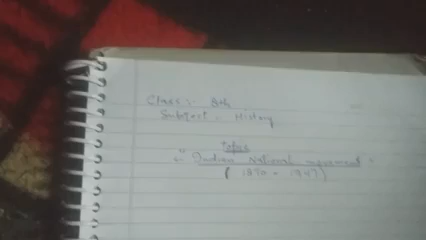 Class :- 8th
Subject - History
Topic
" Indian National movement "
( 1870 - 1947)